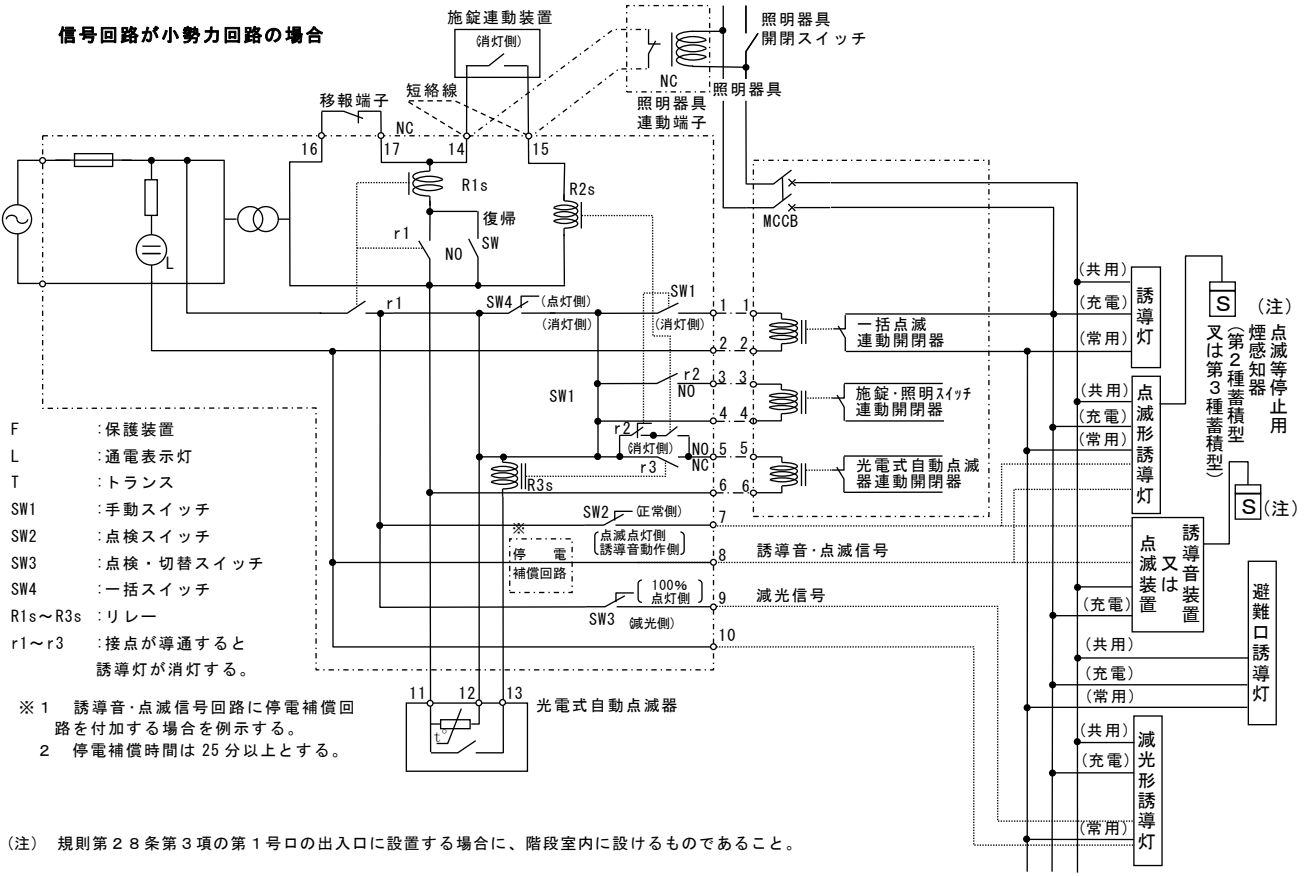 信号回路が小勢力回路の場合
施錠連動装置
(消灯側)
照明器具
開閉スイッチ
NC
照明器具
照明器具
連動端子
移報端子
短絡線
NC
16
17
14
15
R1s
R2s
復帰
r1
NO
SW
L
MCCB
r1
SW4
(点灯側)
(消灯側)
SW1
(消灯側)
1
1
2
2
一括点滅
連動開閉器
SW1
r2
NO
3
3
4
4
施錠・照明スイッチ
連動開閉器
r2
(消灯側)
r3
NO
NC
5
5
6
6
R3s
光電式自動点滅
器連動開閉器
SW2
(正常側)
点滅点灯側
誘導音動作側
7
※
停 電
補償回路
8
誘導音・点滅信号
100%
点灯側
SW3
(減光側)
9
減光信号
10
11
12
13
光電式自動点滅器
t°
(共用)
(充電)
(常用)
誘導灯
S
(注)
点滅等停止用
煙感知器
(第2種蓄積型
又は第3種蓄積型)
(共用)
(充電)
(常用)
点滅形誘導灯
S
(注)
誘導音装置
又は
点滅装置
(充電)
(共用)
(充電)
(常用)
避難口誘導灯
(共用)
(充電)
(常用)
減光形誘導灯
F :保護装置
L :通電表示灯
T :トランス
SW1 :手動スイッチ
SW2 :点検スイッチ
SW3 :点検・切替スイッチ
SW4 :一括スイッチ
R1s～R3s :リレー
r1～r3 :接点が導通すると
誘導灯が消灯する。
※1 誘導音・点滅信号回路に停電補償回
路を付加する場合を例示する。
2 停電補償時間は25分以上とする。
(注) 規則第28条第3項の第1号ロの出入口に設置する場合に、階段室内に設けるものであること。